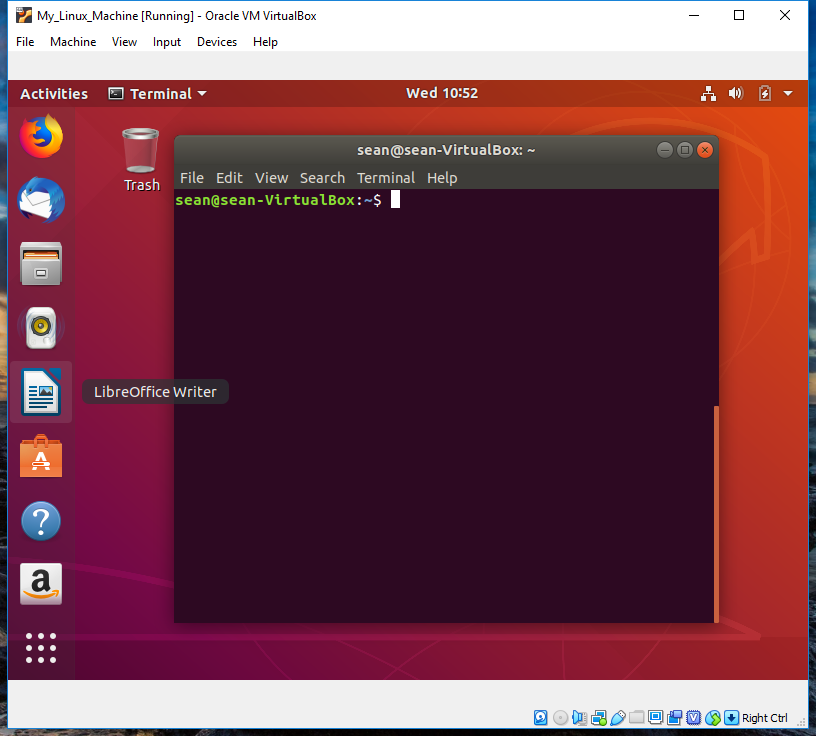 My_Linux_Machine [Running] - Oracle VM VirtualBox
File Machine View Input Devices Help
Activities Terminal Wed 10:52
sean@sean-VirtualBox: ~
File Edit View Search Terminal Help
sean@sean-VirtualBox:~$
Trash
LibreOffice Writer
A
?
a
V
Right Ctrl